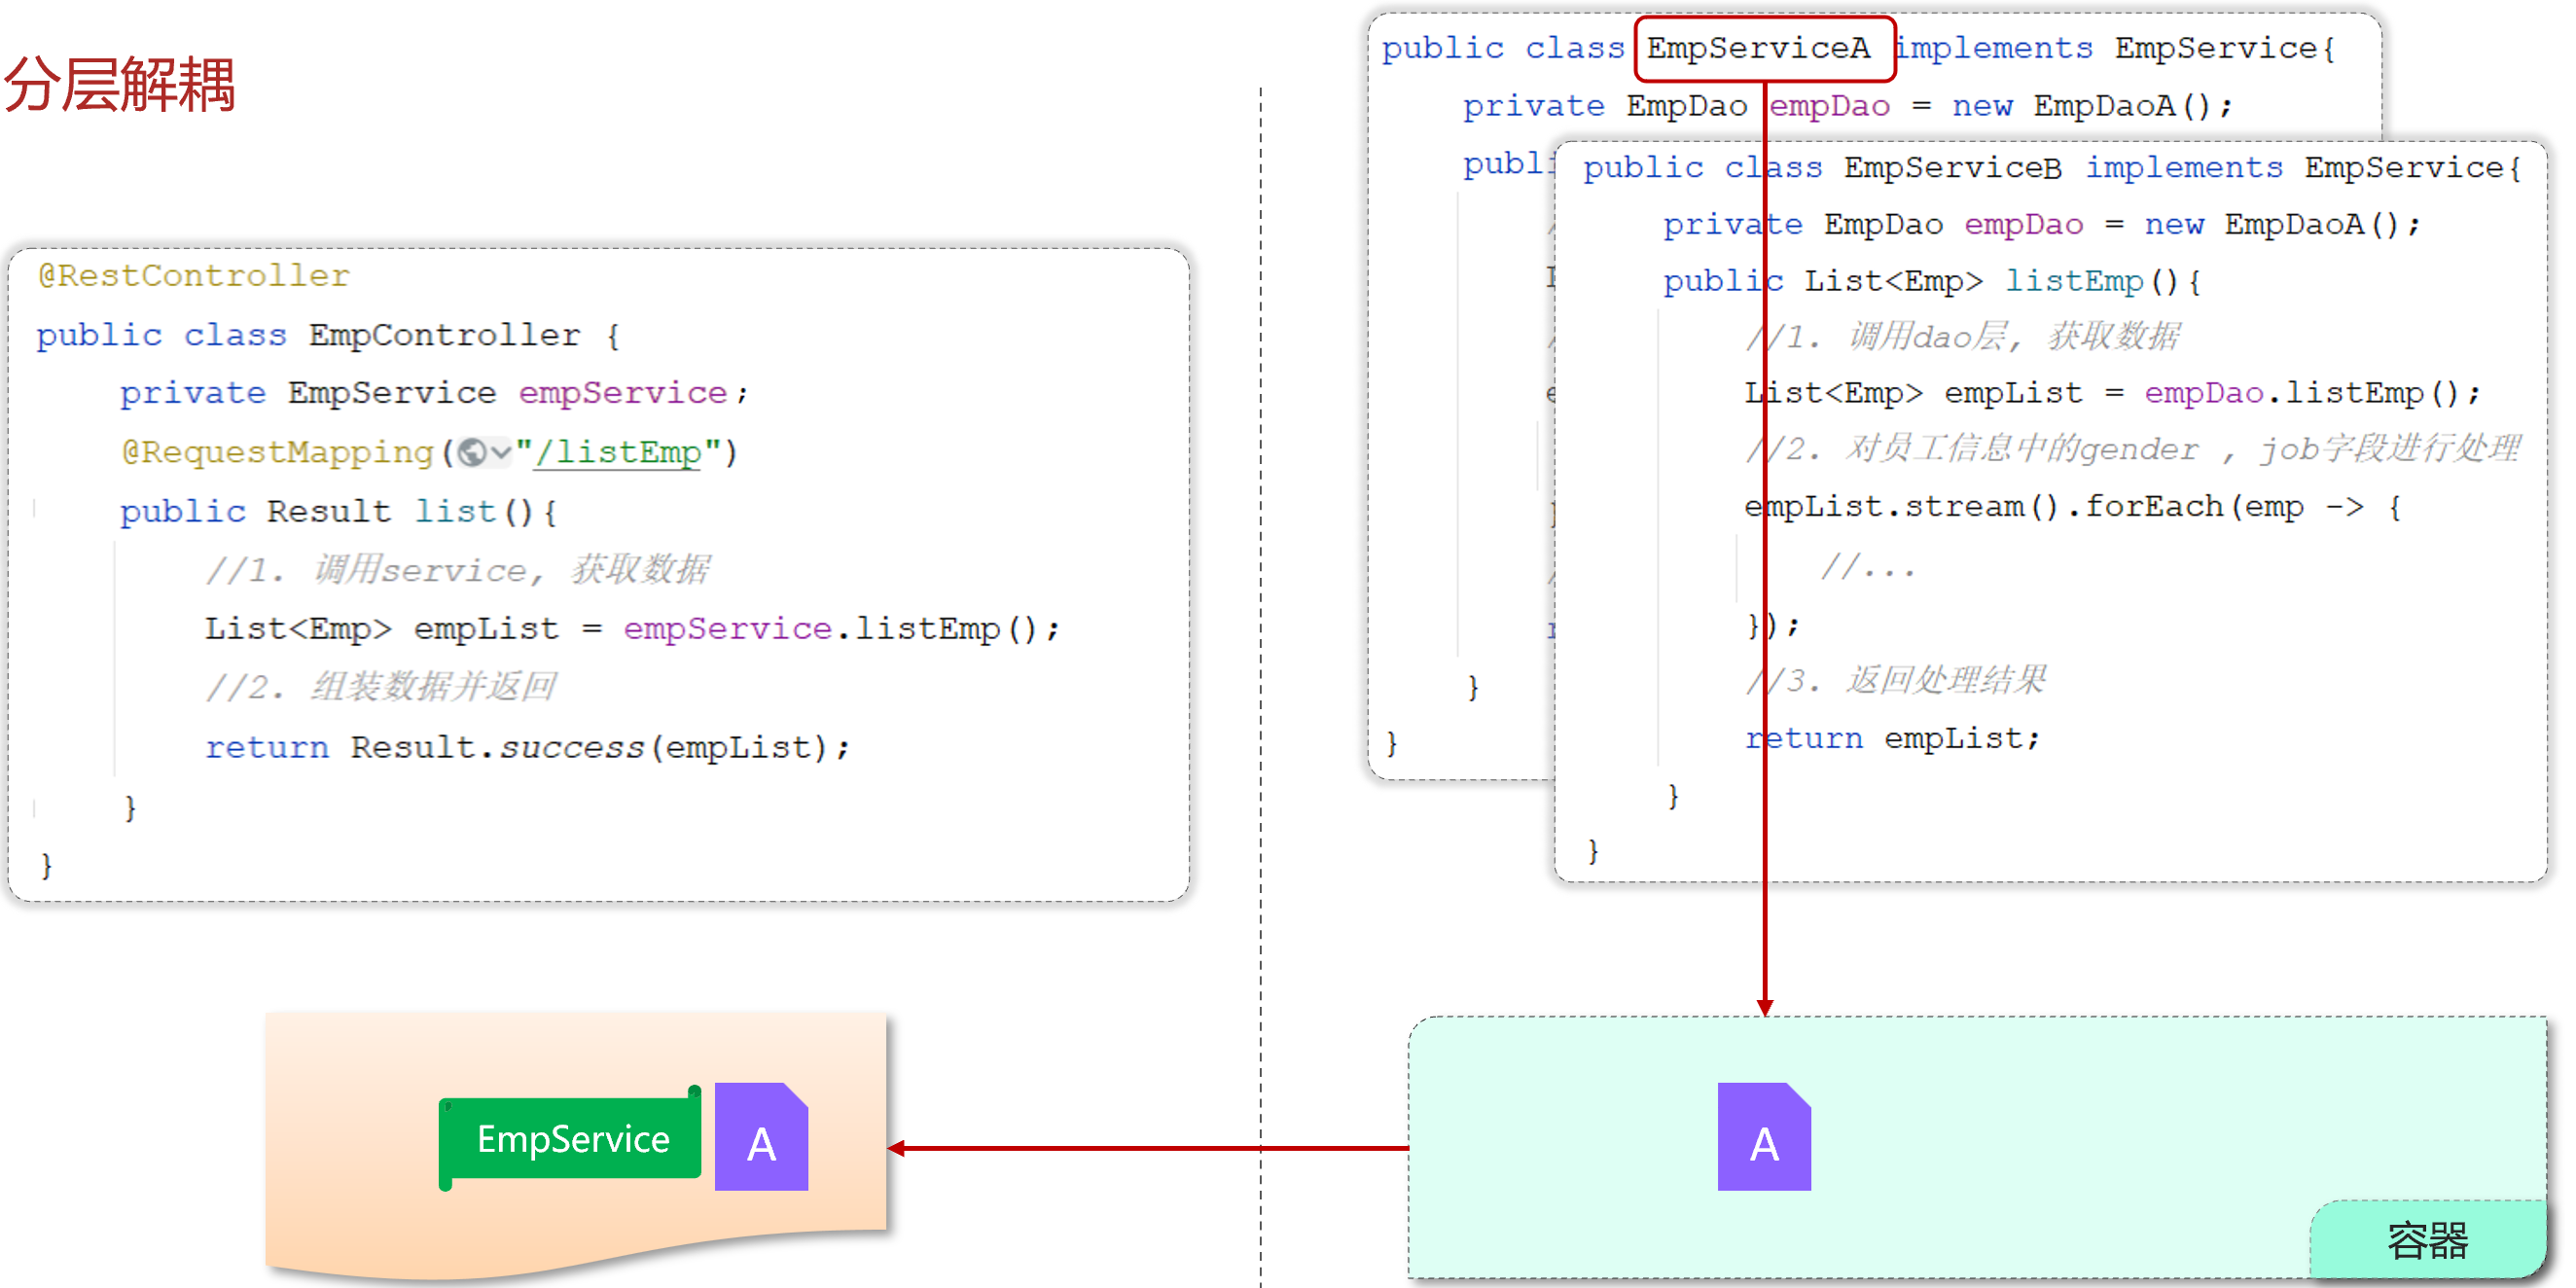 分层解耦
@RestController
public class EmpController {
private EmpService empService;
@RequestMapping("/listEmp")
public Result list(){
//1. 调用service, 获取数据
List<Emp> empList = empService.listEmp();
//2. 组装数据并返回
return Result.success(empList);
}
}
public class EmpServiceA implements EmpService{
private EmpDao empDao = new EmpDaoA();
}
}
public class EmpServiceB implements EmpService{
private EmpDao empDao = new EmpDaoA();
public List<Emp> listEmp(){
//1. 调用dao层, 获取数据
List<Emp> empList = empDao.listEmp();
//2. 对员工信息中的gender , job字段进行处理
empList.stream().forEach(emp -> {
//...
});
//3. 返回处理结果
return empList;
}
}
EmpService
A
A
容器